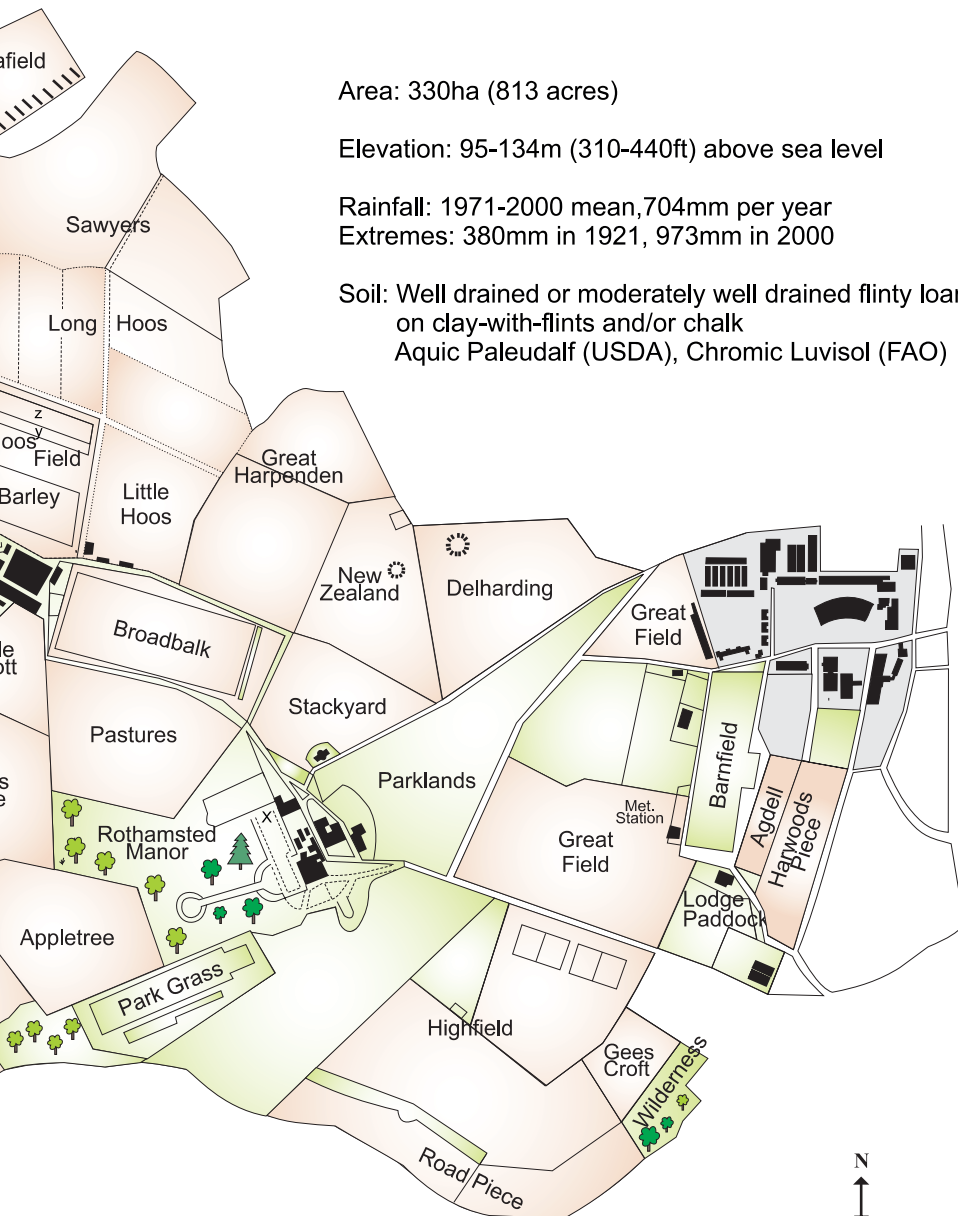 afield
Area: 330ha (813 acres)
Elevation: 95-134m (310-440ft) above sea level
Rainfall: 1971-2000 mean,704mm per year
Extremes: 380mm in 1921, 973mm in 2000
Soil: Well drained or moderately well drained flinty loa
on clay-with-flints and/or chalk
Aquic Paleudalf (USDA), Chromic Luvisol (FAO)
Sawyers
Long Hoos
z
y
oos
Field
Barley
Little
Hoos
Great
Harpenden
New
Zealand
Delharding
Great
Field
Broadbalk
le
ott
Stackyard
Pastures
Parklands
s
e
Barnfield
Agdell
Harwoods
Piece
Met.
Station
x
Rothamsted
Manor
Great
Field
Lodge
Paddock
Appletree
Park Grass
Highfield
Gees
Croft
Wilderness
Road Piece
N